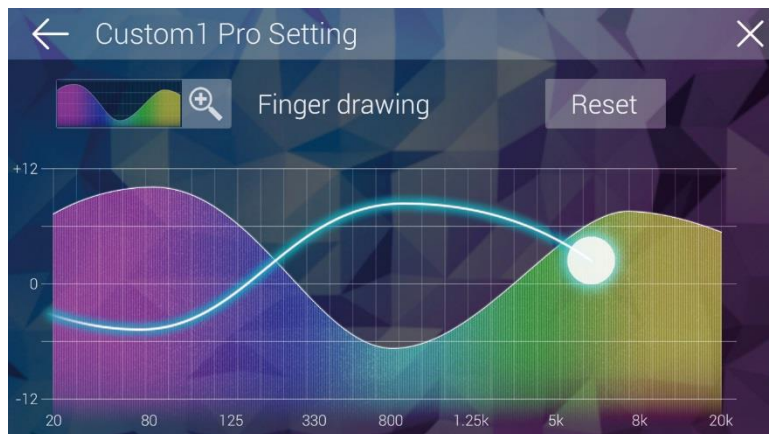 Custom1 Pro Setting
Finger drawing
Reset
+12
0
-12
20 80 125 330 800 1.25k 5k 8k 20k